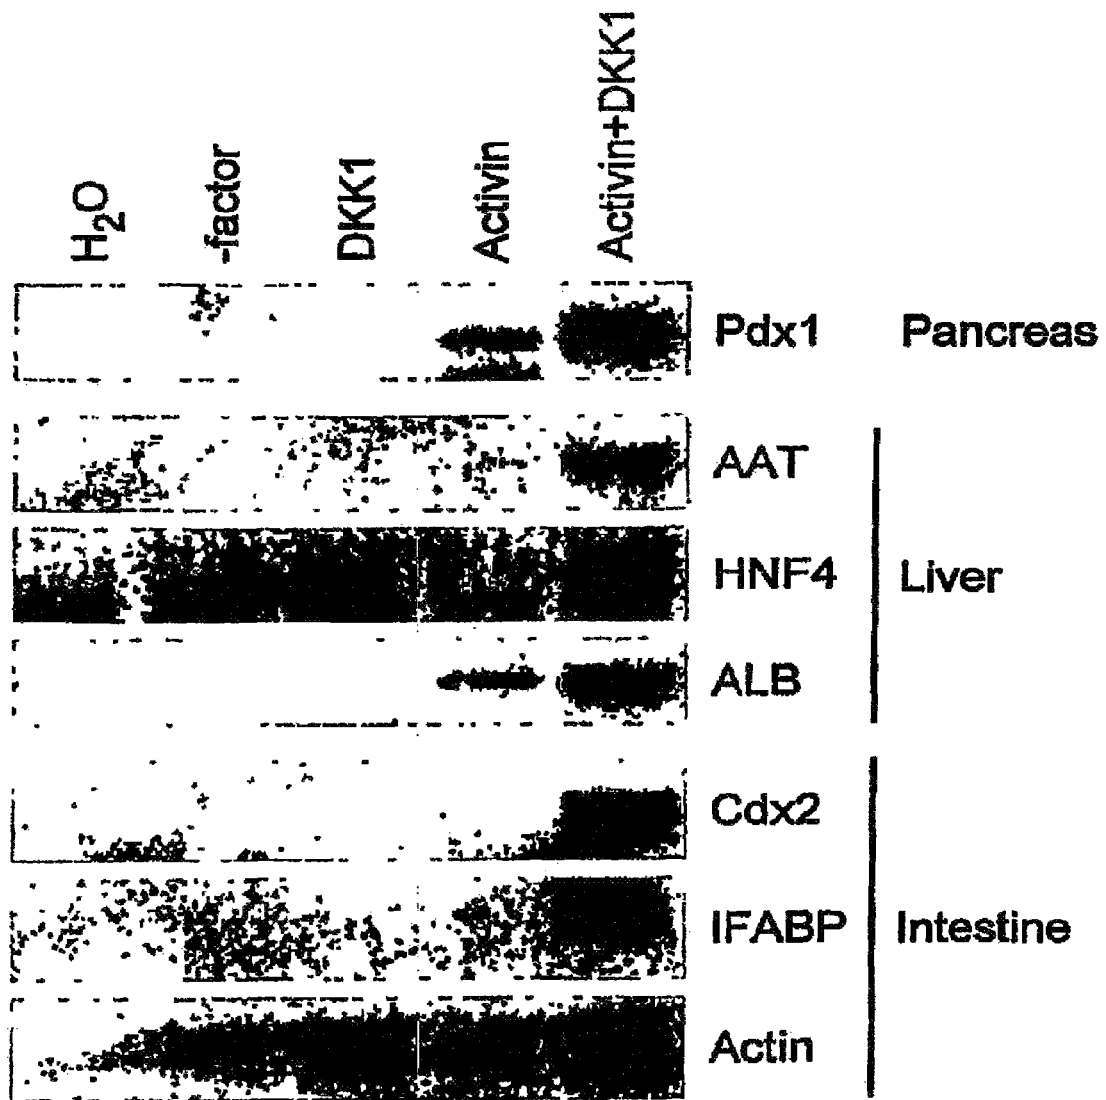 H₂O
-factor
DKK1
Activin
Activin+DKK1
Pdx1 Pancreas
AAT
HNF4 Liver
ALB
Cdx2
IFABP Intestine
Actin